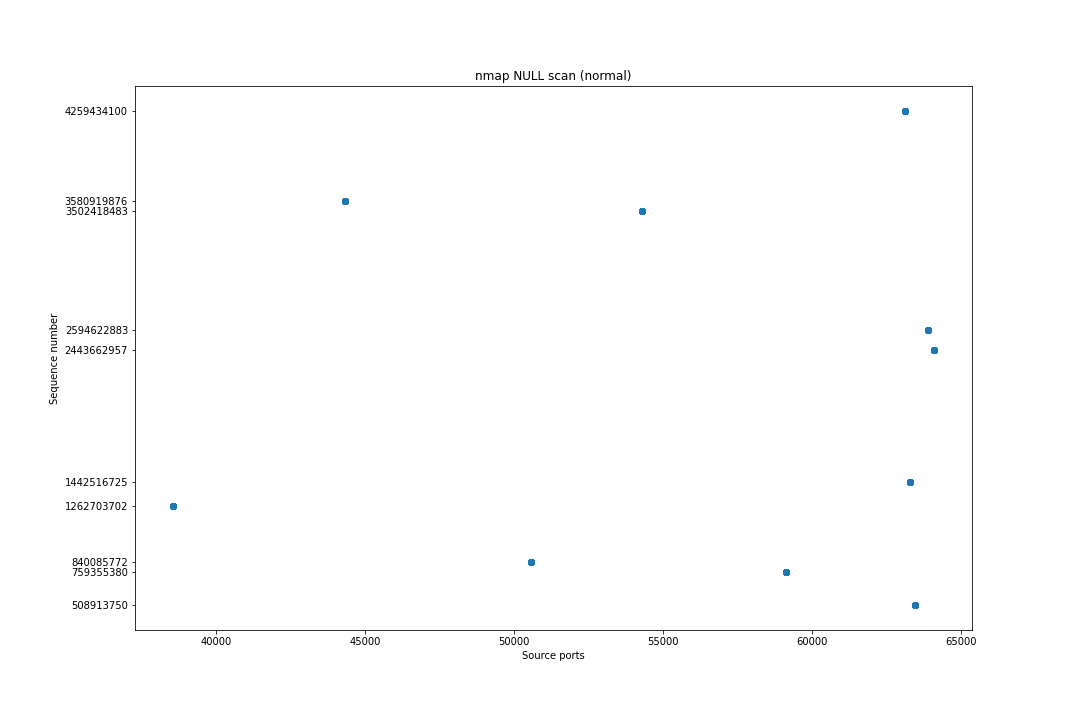 nmap NULL scan (normal)
4259434100
3580919876
3502418483
2594622883
2443662957
1442516725
1262703702
840085772
759355380
508913750
Sequence number
40000 45000 50000 55000 60000 65000
Source ports